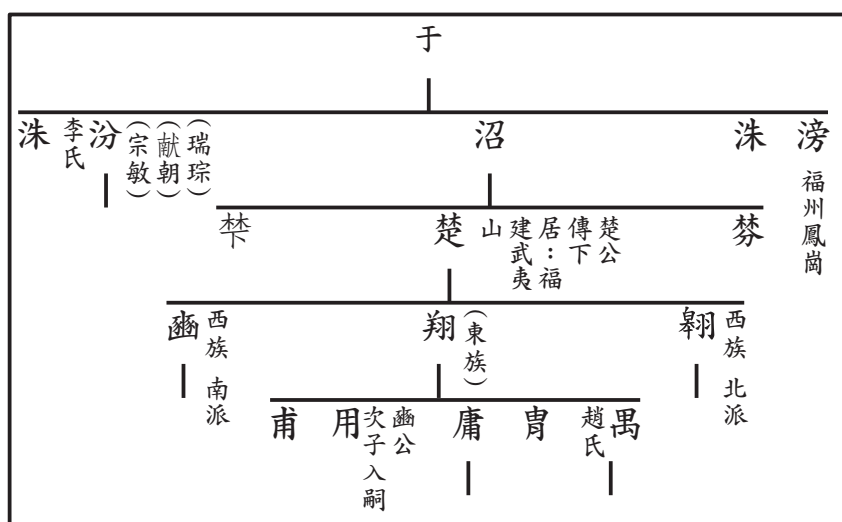 于
滂
福州鳳崗
洙
沼
(瑞琮)
(献朝)
(宗敏)
汾
李氏
洙
棼
楚公
傳下
居：福
建武夷
山
楚
梺
翱
西族 北派
(東族)
翔
西族 南派
豳
禺
趙氏
胄
庸
豳公
次子入嗣
用
甫